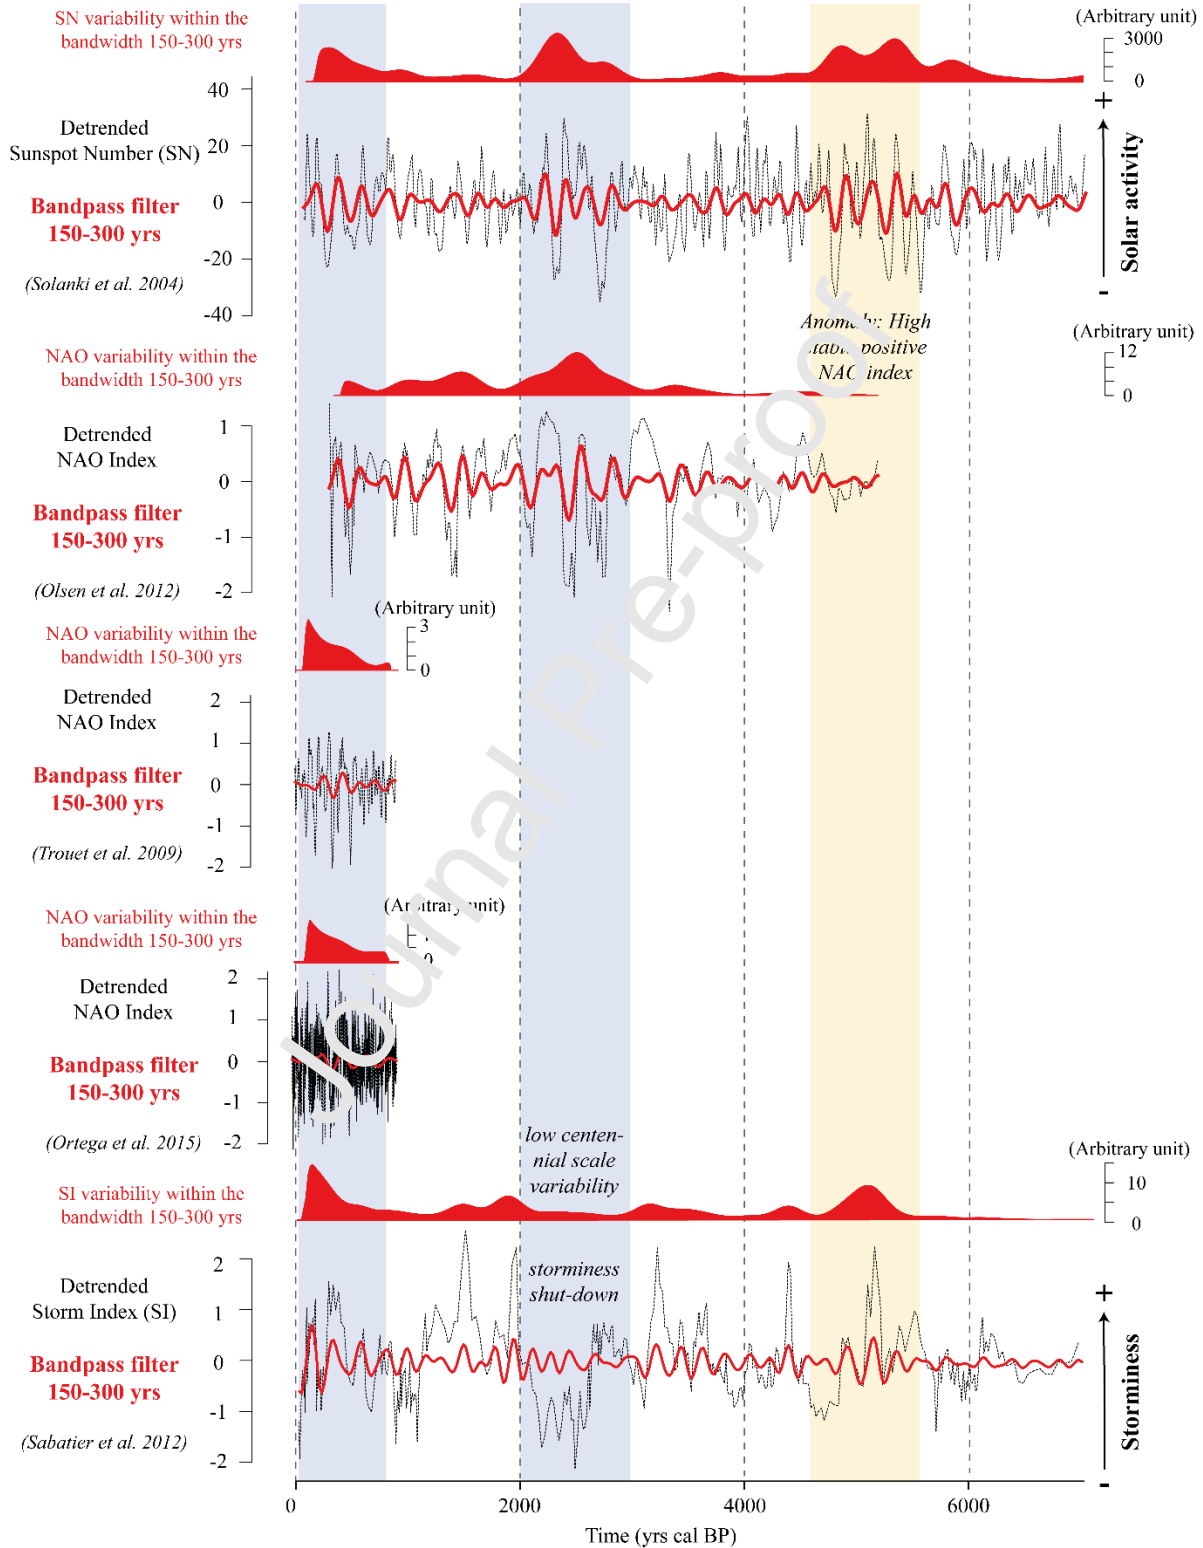 SN variability within the
bandwidth 150-300 yrs
(Arbitrary unit)
3000
0
40
20
0
-20
-40
Detrended
Sunspot Number (SN)
Bandpass filter
150-300 yrs
(Solanki et al. 2004)
+
Solar activity
-
Anomaly: High
positive
NAO index
NAO variability within the
bandwidth 150-300 yrs
(Arbitrary unit)
12
0
Detrended
NAO Index
Bandpass filter
150-300 yrs
(Olsen et al. 2012)
1
0
-1
-2
NAO variability within the
bandwidth 150-300 yrs
(Arbitrary unit)
3
0
Detrended
NAO Index
Bandpass filter
150-300 yrs
(Trouet et al. 2009)
2
1
0
-1
-2
NAO variability within the
bandwidth 150-300 yrs
(Arbitrary unit)
1
0
Detrended
NAO Index
Bandpass filter
150-300 yrs
(Ortega et al. 2015)
2
1
0
-1
-2
low centen-
nial scale
variability
SI variability within the
bandwidth 150-300 yrs
(Arbitrary unit)
10
0
Detrended
Storm Index (SI)
Bandpass filter
150-300 yrs
(Sabatier et al. 2012)
2
1
0
-1
-2
storminess
shut-down
+
Storminess
-
0
2000
4000
6000
Time (yrs cal BP)
Journal Pre-proof